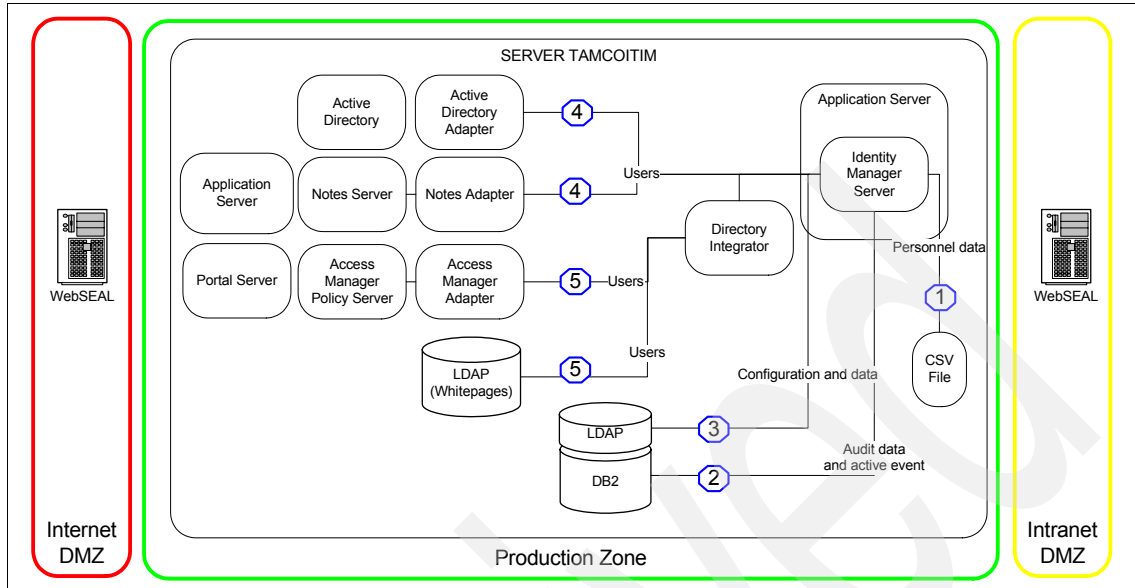 SERVER TAMCOITIM
Active
Directory
Active
Directory
Adapter
4
Application Server
Identity
Manager
Server
Users
Application
Server
Notes Server
Notes Adapter
4
Directory
Integrator
Personnel data
WebSEAL
Portal Server
Access
Manager
Policy Server
Access
Manager
Adapter
5
Users
1
WebSEAL
Users
LDAP
(Whitepages)
5
Configuration and data
CSV
File
LDAP
3
Audit data
and active event
DB2
2
Internet
DMZ
Production Zone
Intranet
DMZ